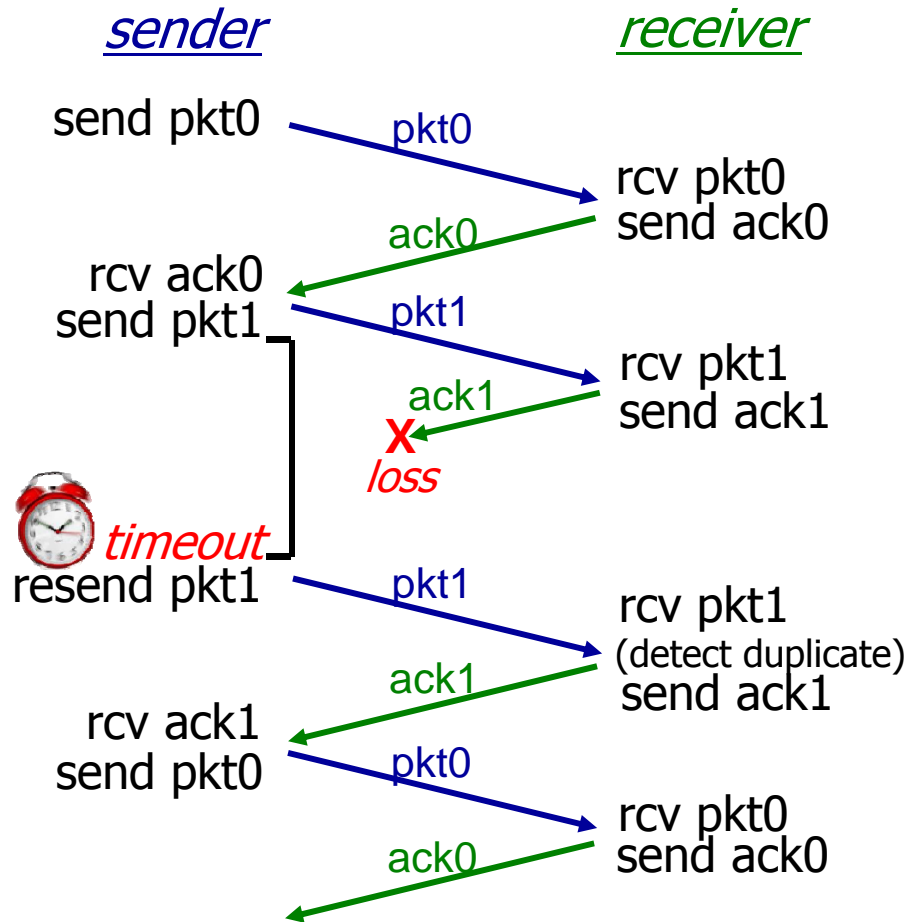 sender
receiver
send pkt0
pkt0
rcv pkt0
send ack0
ack0
rcv ack0
send pkt1
pkt1
rcv pkt1
send ack1
ack1
X
loss
timeout
resend pkt1
pkt1
rcv pkt1
(detect duplicate)
send ack1
ack1
rcv ack1
send pkt0
pkt0
rcv pkt0
send ack0
ack0